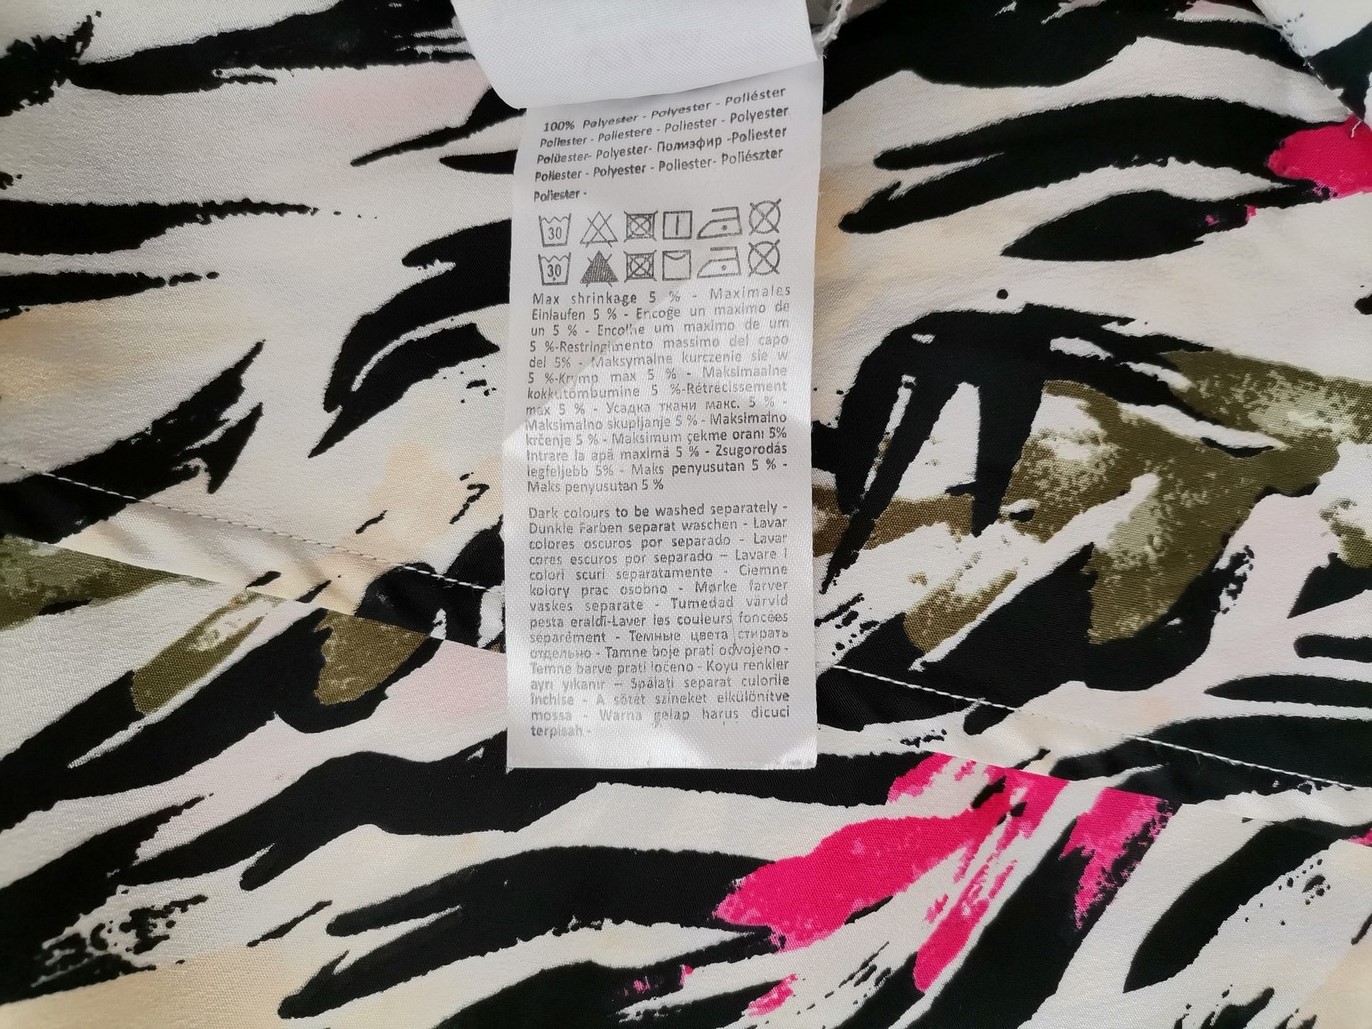 100% Polyester - Polyester - Poliéster
Poliester - Poliestere - Poliester - Polyester
Polüester- Polyester- Полиэфир -Poliester
Poliester - Polyester - Poliester- Poliészter
Poliester -
30
30
Max shrinkage 5 % - Maximales
Einlaufen 5 % - Encoge un maximo de
un 5 % - Encolhe um maximo de um
5 %-Restringimento massimo del capo
del 5% - Maksymalne kurczenie sie w
5 %-Krymp max 5 % - Maksimaalne
kokkutõmbumine 5 %-Rétrécissement
max 5 % - Усадка ткани макс. 5 % -
Maksimalno skupljanje 5 % - Maksimalno
krčenje 5 % - Maksimum çekme oranı 5%
Intrare la apă maximă 5 % - Zsugorodás
legfeljebb 5% - Maks penyusutan 5 % -
Maks penyusutan 5 %
Dark colours to be washed separately -
Dunkle Farben separat waschen - Lavar
colores oscuros por separado - Lavar
cores escuros por separado – Lavare I
colori scuri separatamente - Ciemne
kolory prac osobno - Mørke farver
vaskes separate - Tumedad värvid
pesta eraldi-Laver les couleurs foncées
séparément - Темные цвета стирать
отдельно - Tamne boje prati odvojeno -
Temne barve prati ločeno - Koyu renkler
ayrı yıkanır – Spălați separat culorile
închise - A sötét színeket elkülönítve
mossa - Warna gelap harus dicuci
terpisah -